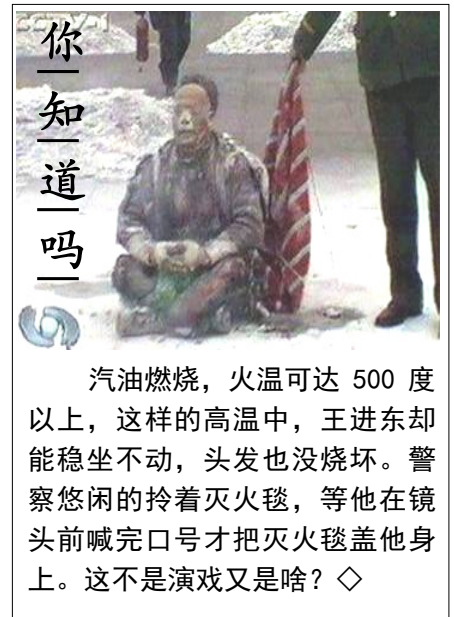 CCTV-1
你知道吗
汽油燃烧，火温可达 500 度
以上，这样的高温中，王进东却
能稳坐不动，头发也没烧坏。警
察悠闲的拎着灭火毯，等他在镜
头前喊完口号才把灭火毯盖他身
上。这不是演戏又是啥？◇